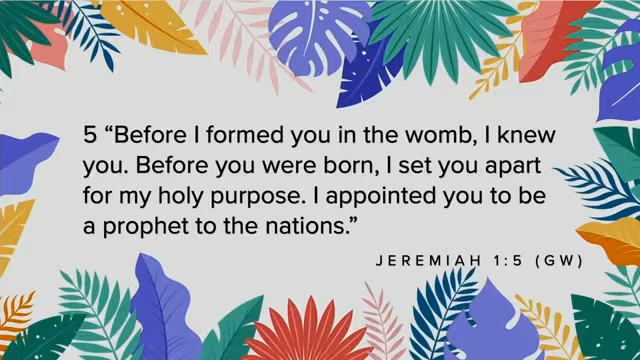 5 “Before I formed you in the womb, I knew
you. Before you were born, I set you apart
for my holy purpose. I appointed you to be
a prophet to the nations.”
JEREMIAH 1:5 (GW)